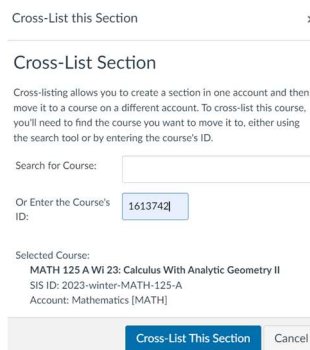 Cross-List this Section
Cross-List Section
Cross-listing allows you to create a section in one account and then
move it to a course on a different account. To cross-list this course,
you'll need to find the course you want to move it to, either using
the search tool or by entering the course's ID.
Search for Course:
Or Enter the Course's
ID:
1613742
Selected Course:
MATH 125 A Wi 23: Calculus With Analytic Geometry II
SIS ID: 2023-winter-MATH-125-A
Account: Mathematics [MATH]
Cross-List This Section
Cancel